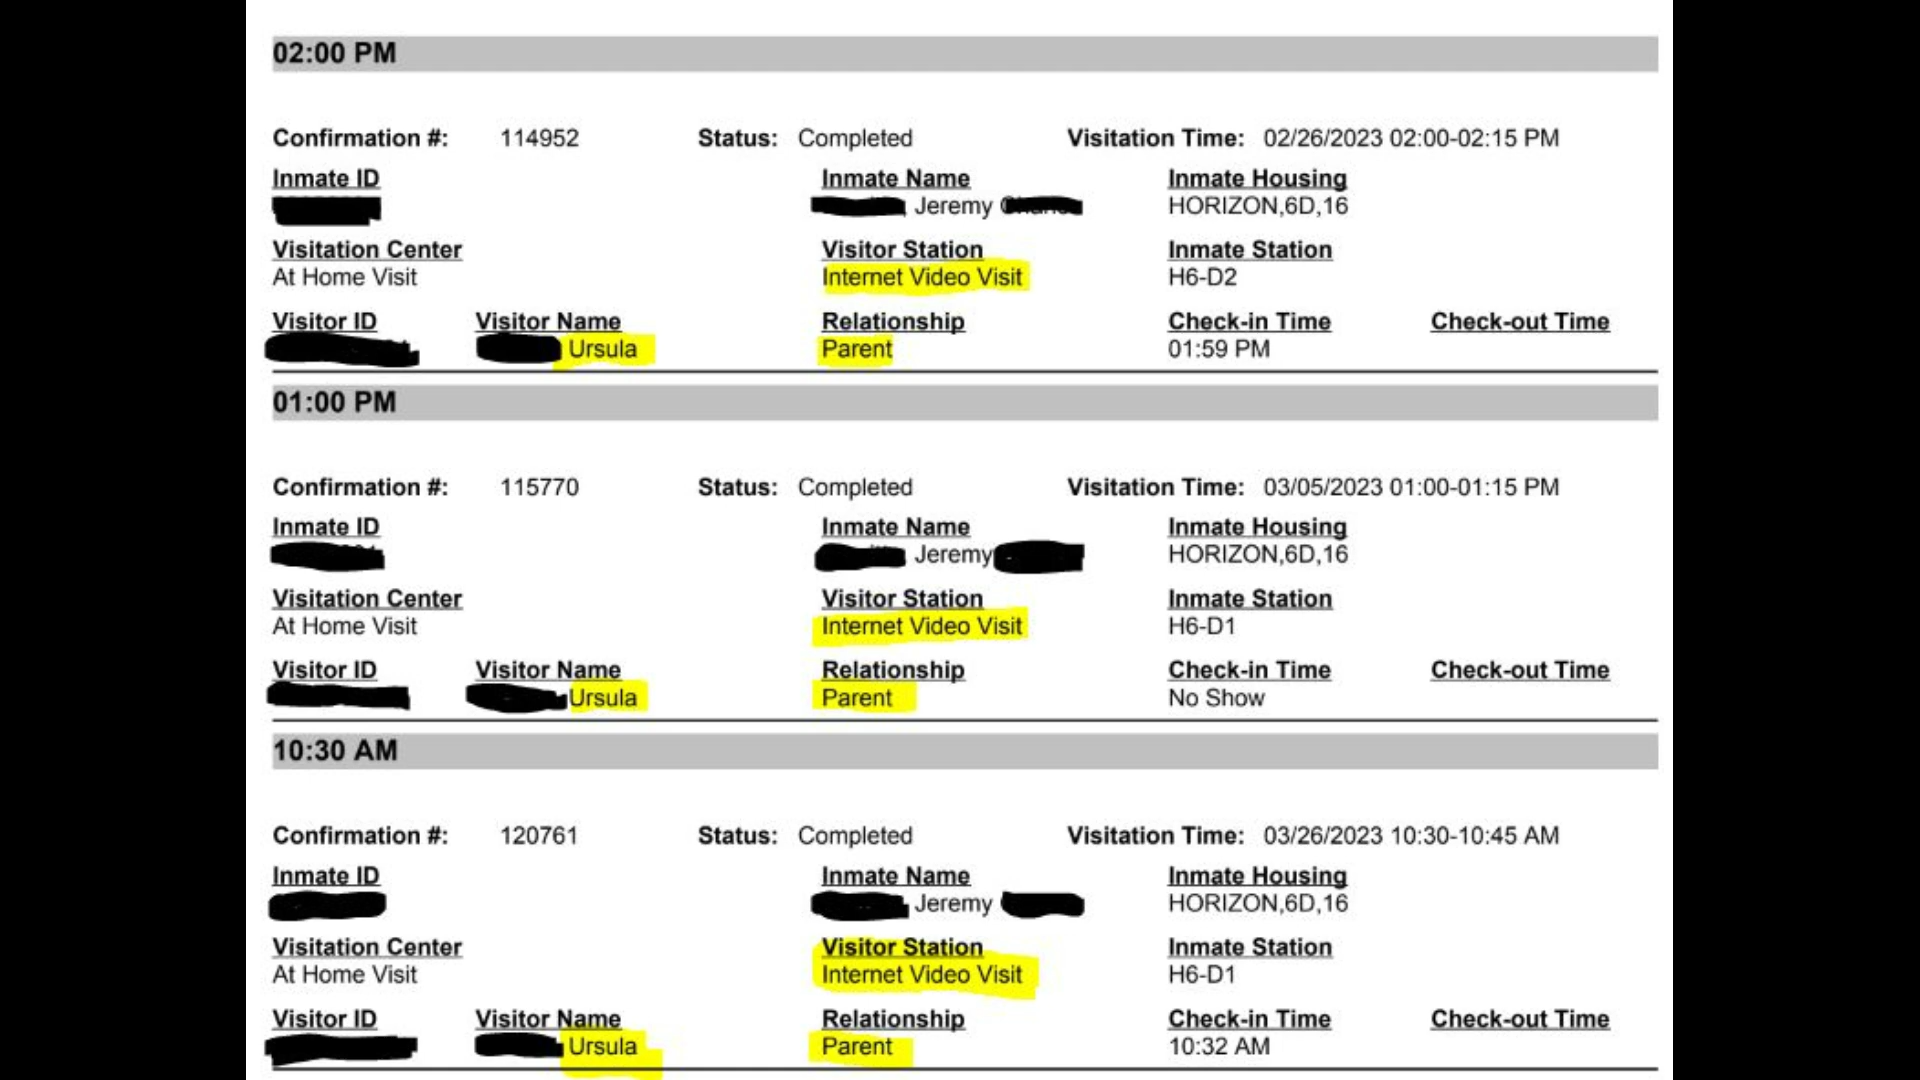 02:00 PM
Confirmation #: 114952 Status: Completed Visitation Time: 02/26/2023 02:00-02:15 PM
Inmate ID Inmate Name Inmate Housing
Jeremy HORIZON,6D,16
Visitation Center Visitor Station Inmate Station
At Home Visit Internet Video Visit H6-D2
Visitor ID Visitor Name Relationship Check-in Time Check-out Time
Ursula Parent 01:59 PM
01:00 PM
Confirmation #: 115770 Status: Completed Visitation Time: 03/05/2023 01:00-01:15 PM
Inmate ID Inmate Name Inmate Housing
Jeremy HORIZON,6D,16
Visitation Center Visitor Station Inmate Station
At Home Visit Internet Video Visit H6-D1
Visitor ID Visitor Name Relationship Check-in Time Check-out Time
Ursula Parent No Show
10:30 AM
Confirmation #: 120761 Status: Completed Visitation Time: 03/26/2023 10:30-10:45 AM
Inmate ID Inmate Name Inmate Housing
Jeremy HORIZON,6D,16
Visitation Center Visitor Station Inmate Station
At Home Visit Internet Video Visit H6-D1
Visitor ID Visitor Name Relationship Check-in Time Check-out Time
Ursula Parent 10:32 AM